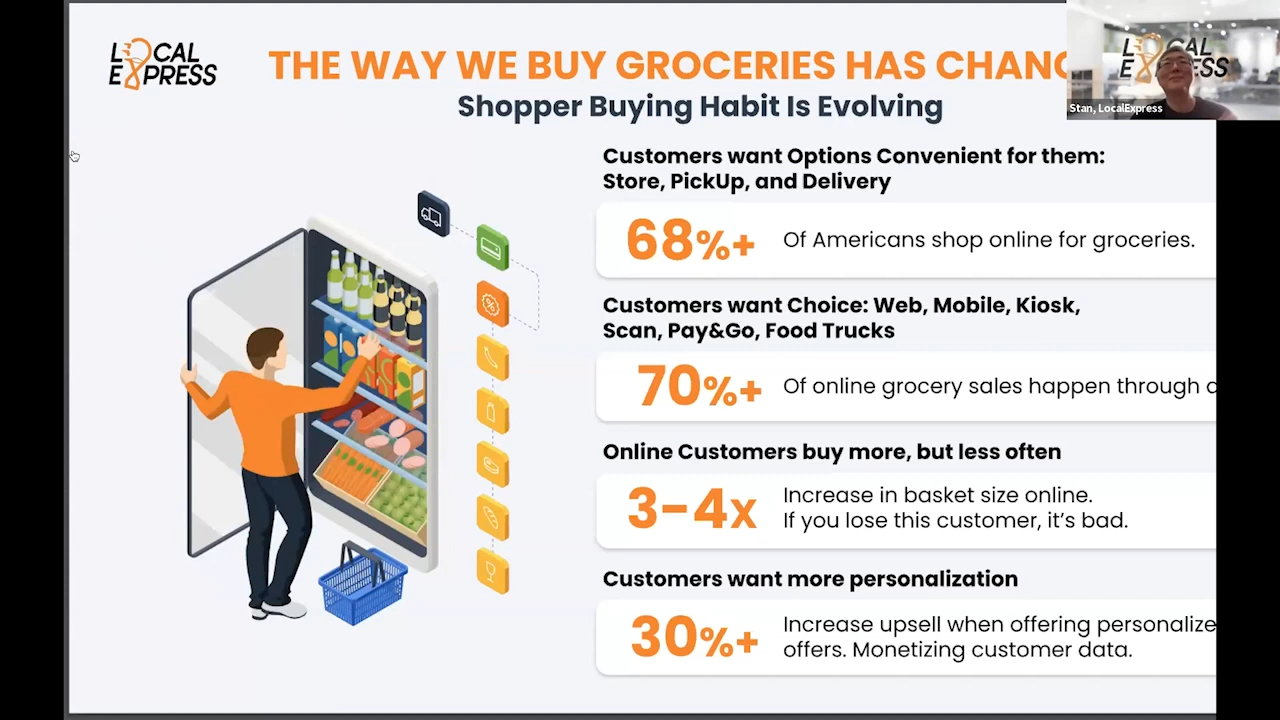 LOCAL
EXPRESS
THE WAY WE BUY GROCERIES HAS CHANG
Shopper Buying Habit Is Evolving
LOCAL
EXPRESS
Stan, LocalExpress
Customers want Options Convenient for them:
Store, PickUp, and Delivery
68%+
Of Americans shop online for groceries.
Customers want Choice: Web, Mobile, Kiosk,
Scan, Pay&Go, Food Trucks
70%+
Of online grocery sales happen through a
Online Customers buy more, but less often
3-4x
Increase in basket size online.
If you lose this customer, it's bad.
Customers want more personalization
30%+
Increase upsell when offering personalize
offers. Monetizing customer data.
%